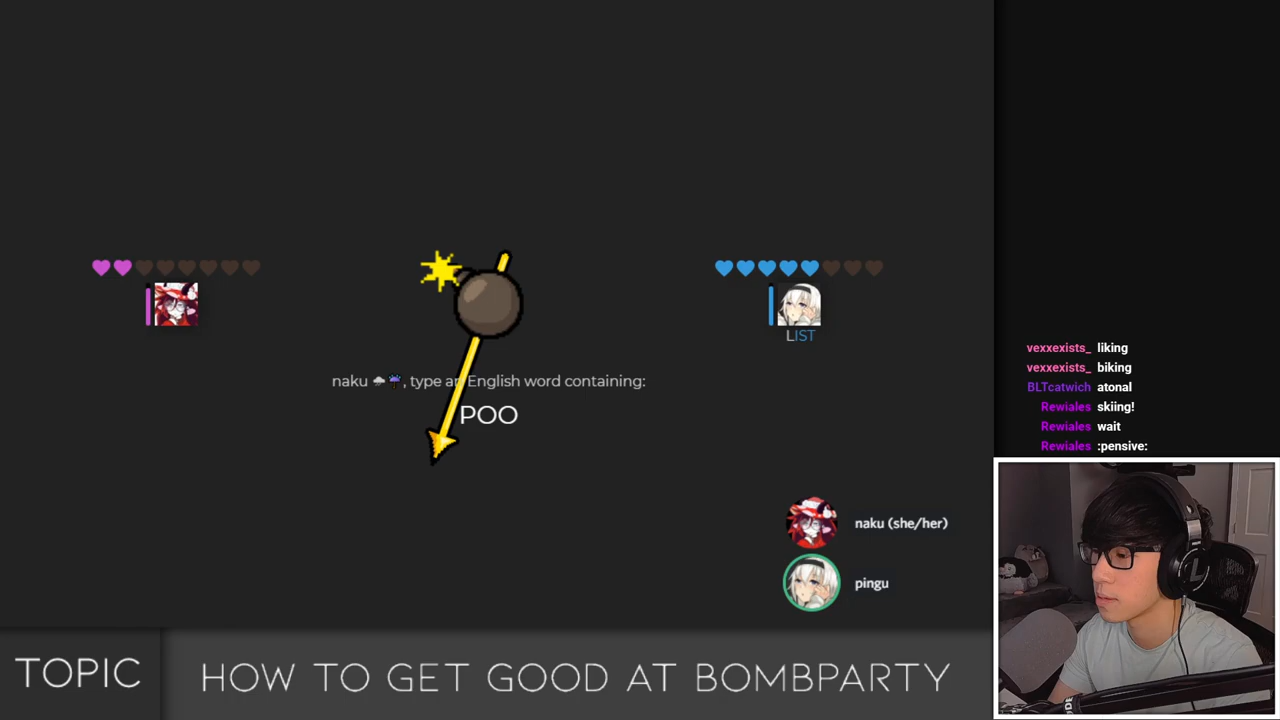 LIST
naku 🌧️☔, type an English word containing:
POO
vexxexists_ liking
vexxexists_ biking
BLTcatwich atonal
Rewiales skiing!
Rewiales wait
Rewiales :pensive:
naku (she/her)
pingu
TOPIC
HOW TO GET GOOD AT BOMBPARTY